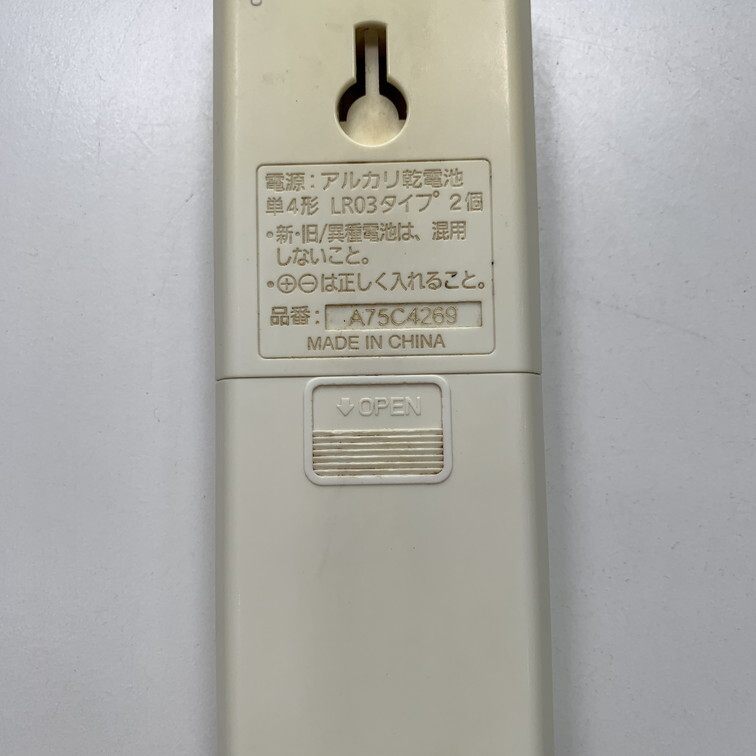 電源：アルカリ乾電池
単4形 LR03タイプ 2個
・新・旧/異種電池は、混用
しないこと。
・⊕⊖は正しく入れること。
品番： A75C4269
MADE IN CHINA
↓OPEN